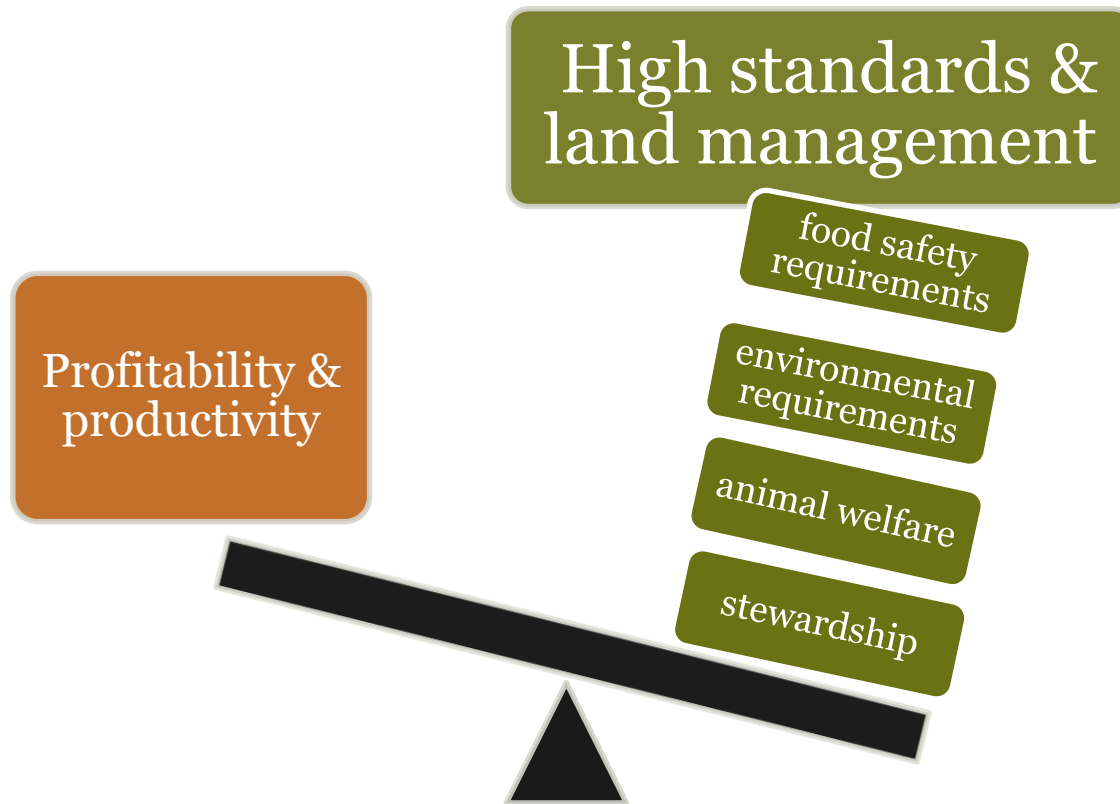 High standards &
land management
food safety
requirements
Profitability &
productivity
environmental
requirements
animal welfare
stewardship